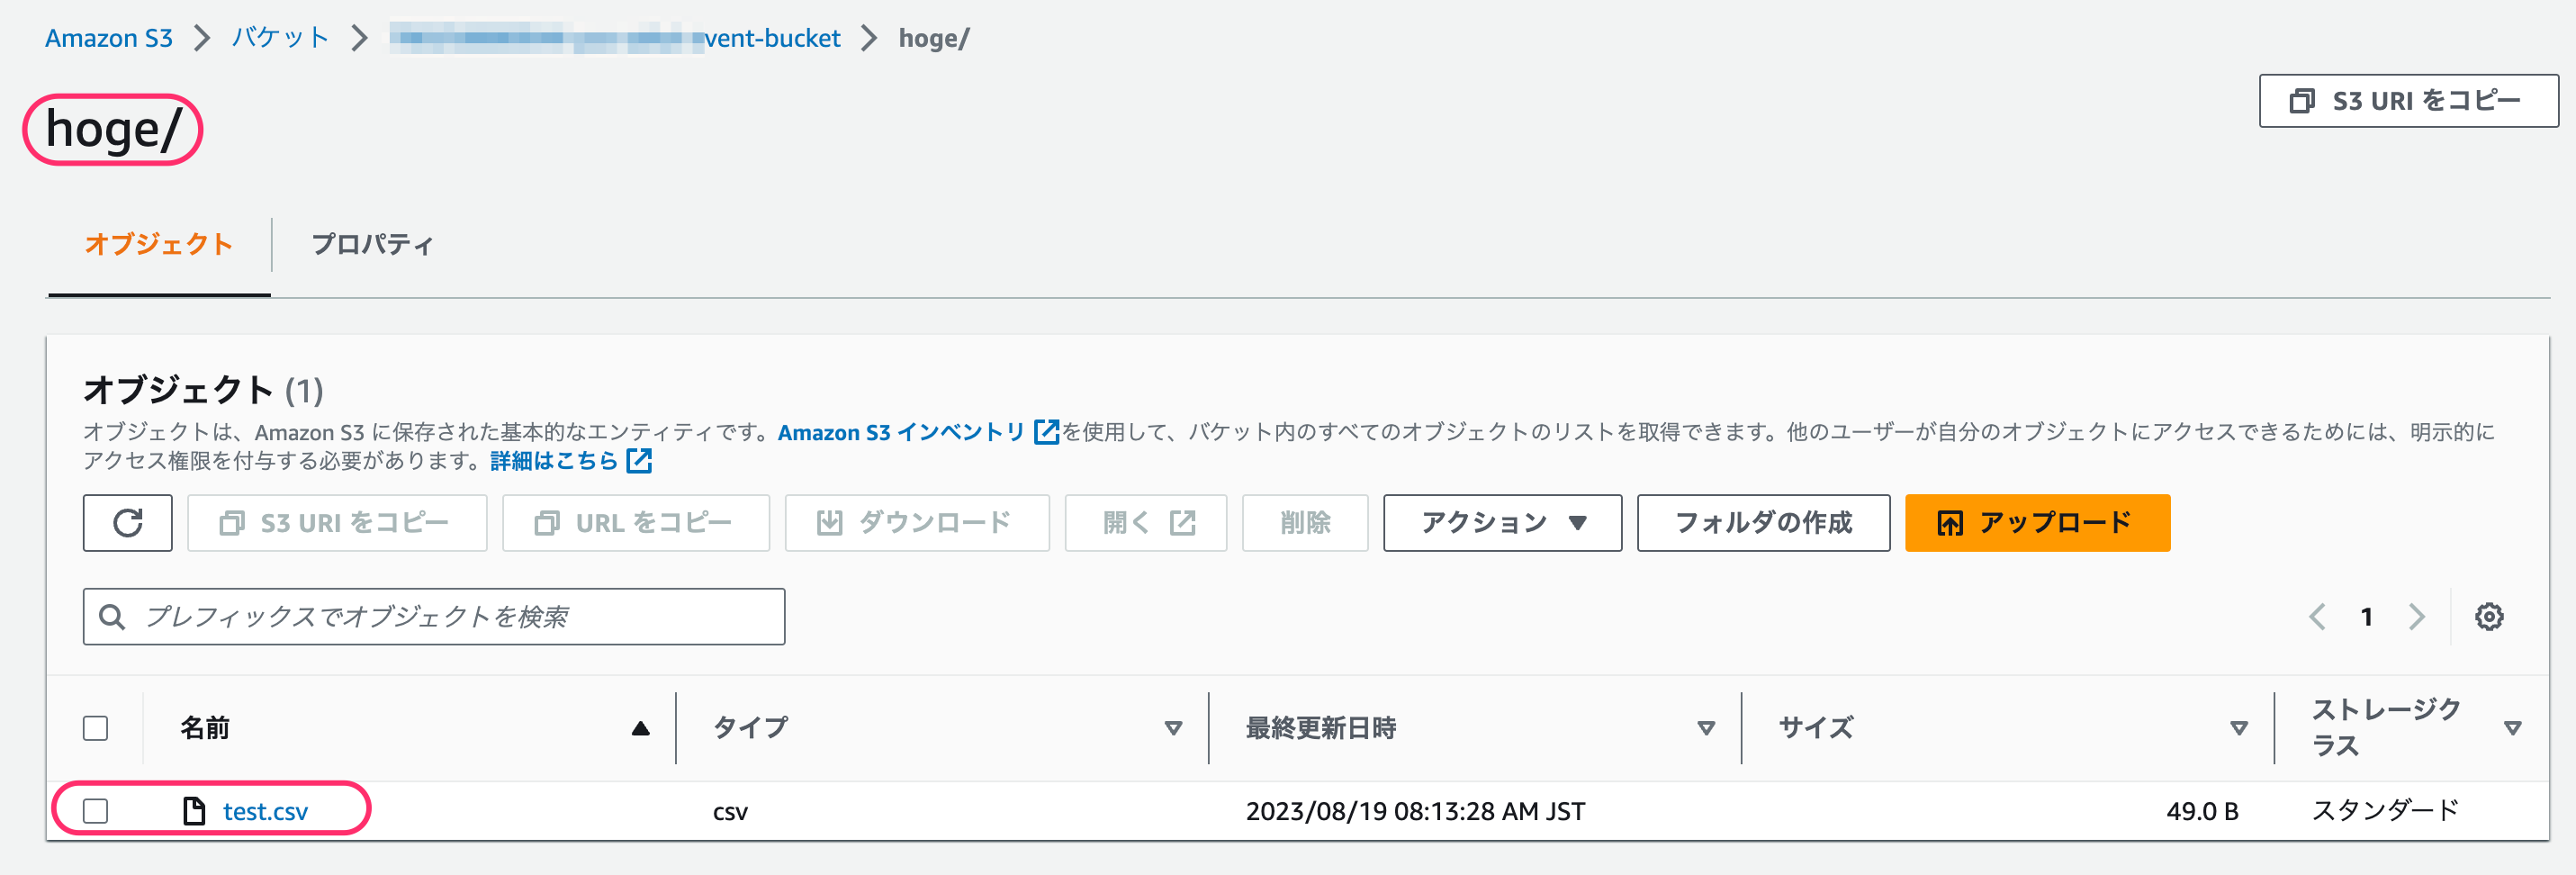 Amazon S3 バケット vent-bucket hoge/
hoge/
S3 URI をコピー
オブジェクト プロパティ
オブジェクト (1)
オブジェクトは、Amazon S3 に保存された基本的なエンティティです。Amazon S3 インベントリ を使用して、バケット内のすべてのオブジェクトのリストを取得できます。他のユーザーが自分のオブジェクトにアクセスできるためには、明示的に
アクセス権限を付与する必要があります。詳細はこちら
S3 URI をコピー URL をコピー ダウンロード 開く 削除 アクション フォルダの作成 アップロード
プレフィックスでオブジェクトを検索 1
名前 タイプ 最終更新日時 サイズ ストレージク
ラス
test.csv csv 2023/08/19 08:13:28 AM JST 49.0 B スタンダード